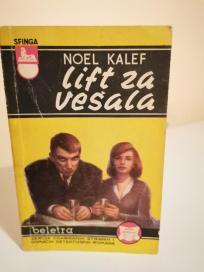 SFINGA
NOEL KALEF
lift za
vešala
beletra